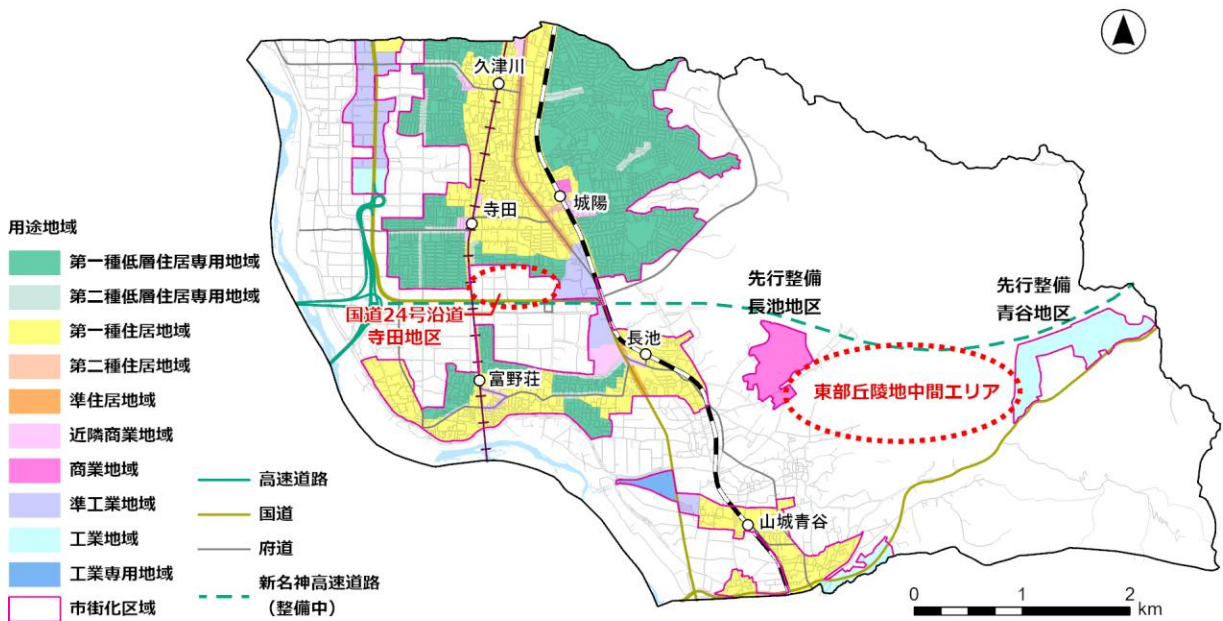 久津川
城陽
寺田
国道24号沿道
寺田地区
長池
富野荘
山城青谷
先行整備
長池地区
先行整備
青谷地区
東部丘陵地中間エリア
用途地域
第一種低層住居専用地域
第二種低層住居専用地域
第一種住居地域
第二種住居地域
準住居地域
近隣商業地域
商業地域
準工業地域
工業地域
工業専用地域
市街化区域
高速道路
国道
府道
新名神高速道路
（整備中）
0 1 2
km